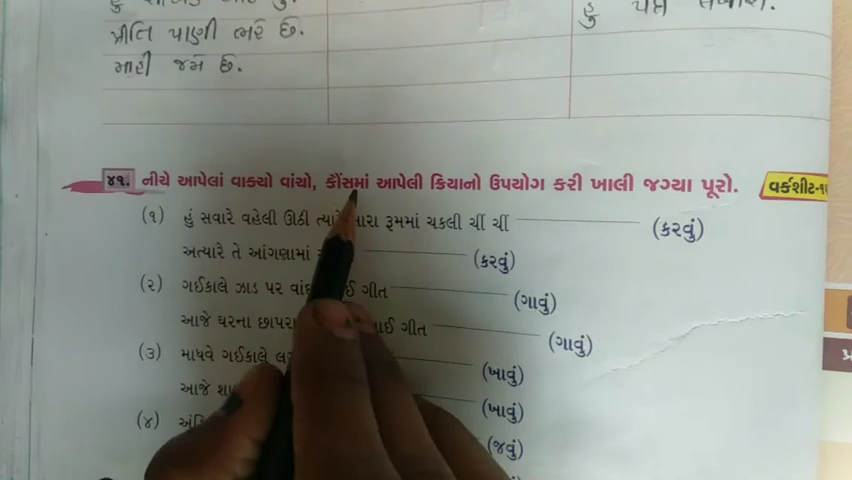 પ્રીતિ પાણી ભરે છે.
માહી જમે છે.
હું
૪૧. નીચે આપેલાં વાક્યો વાંચો, કૌંસમાં આપેલી ક્રિયાનો ઉપયોગ કરી ખાલી જગ્યા પૂરો.
વર્કશીટ-૧૫
(૧) હું સવારે વહેલી ઊઠી ત્યારે મારા રૂમમાં ચકલી ચીં ચીં (કરવું)
અત્યારે તે આંગણામાં (કરવું)
(૨) ગઈકાલે ઝાડ પર ગીત (ગાવું)
આજે ઘરના ગીત (ગાવું)
(૩) માધવે ગઈકાલે (ખાવું)
આજે (ખાવું)
(૪) (જવું)